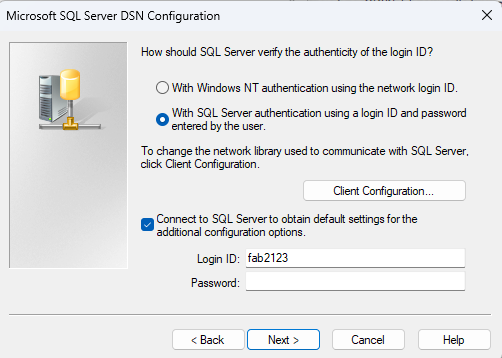 Microsoft SQL Server DSN Configuration
How should SQL Server verify the authenticity of the login ID?
With Windows NT authentication using the network login ID.
With SQL Server authentication using a login ID and password
entered by the user.
To change the network library used to communicate with SQL Server,
click Client Configuration.
Client Configuration...
Connect to SQL Server to obtain default settings for the
additional configuration options.
Login ID: fab2123
Password:
< Back Next > Cancel Help